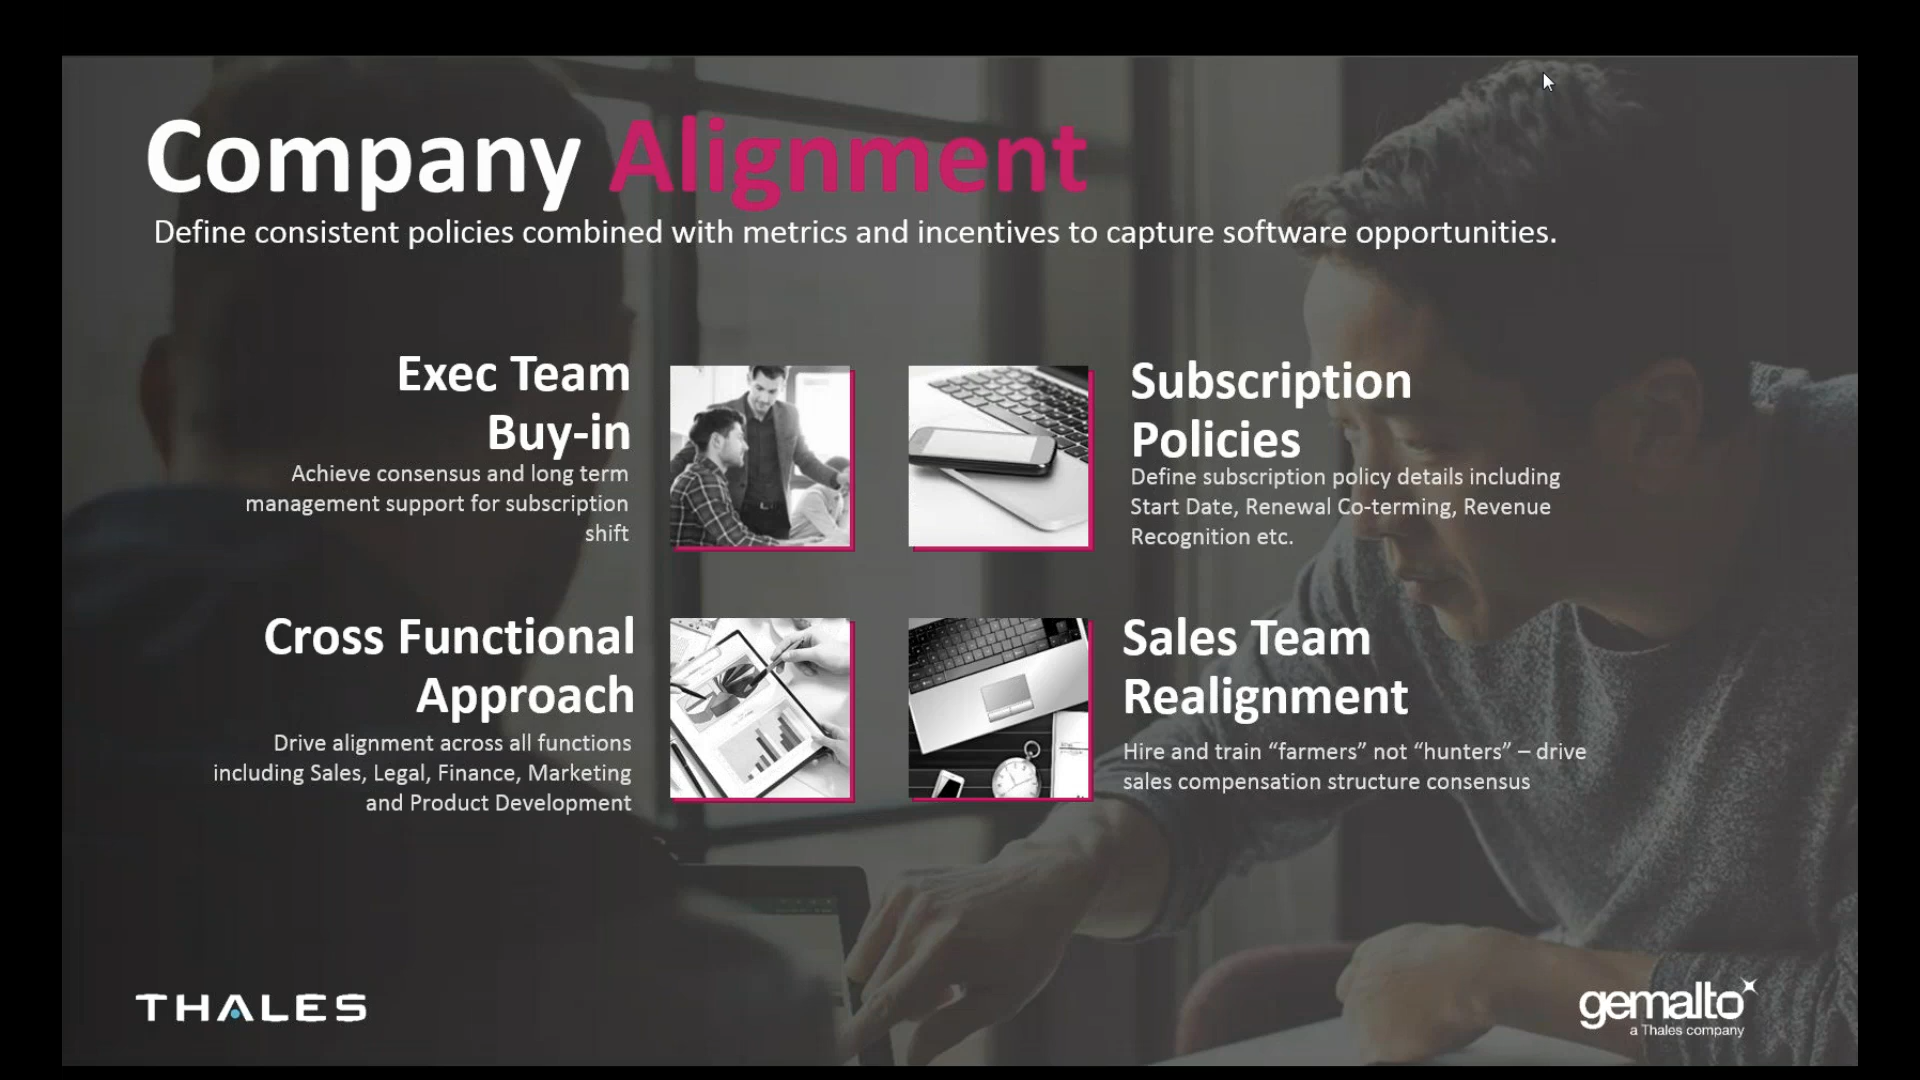 Company Alignment
Define consistent policies combined with metrics and incentives to capture software opportunities.
Exec Team
Buy-in
Achieve consensus and long term
management support for subscription
shift
Subscription
Policies
Define subscription policy details including
Start Date, Renewal Co-terming, Revenue
Recognition etc.
Cross Functional
Approach
Drive alignment across all functions
including Sales, Legal, Finance, Marketing
and Product Development
Sales Team
Realignment
Hire and train “farmers” not “hunters” – drive
sales compensation structure consensus
THALES
gemalto
a Thales company